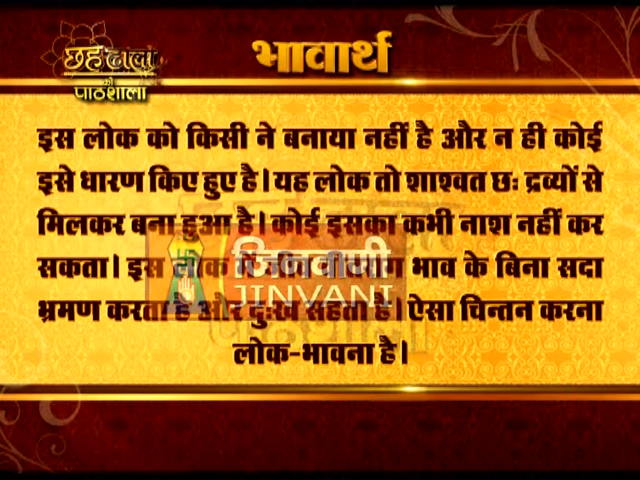 छह ढाला
की
पाठशाला
भावार्थ
इस लोक को किसी ने बनाया नहीं है और न ही कोई
इसे धारण किए हुए है। यह लोक तो शाश्वत छः द्रव्यों से
मिलकर बना हुआ है। कोई इसका कभी नाश नहीं कर
सकता। इस लोक में भाव के बिना सदा
भ्रमण करता है और दुःख सहता है। ऐसा चिन्तन करना
लोक-भावना है।
जिनवाणी
JINVANI